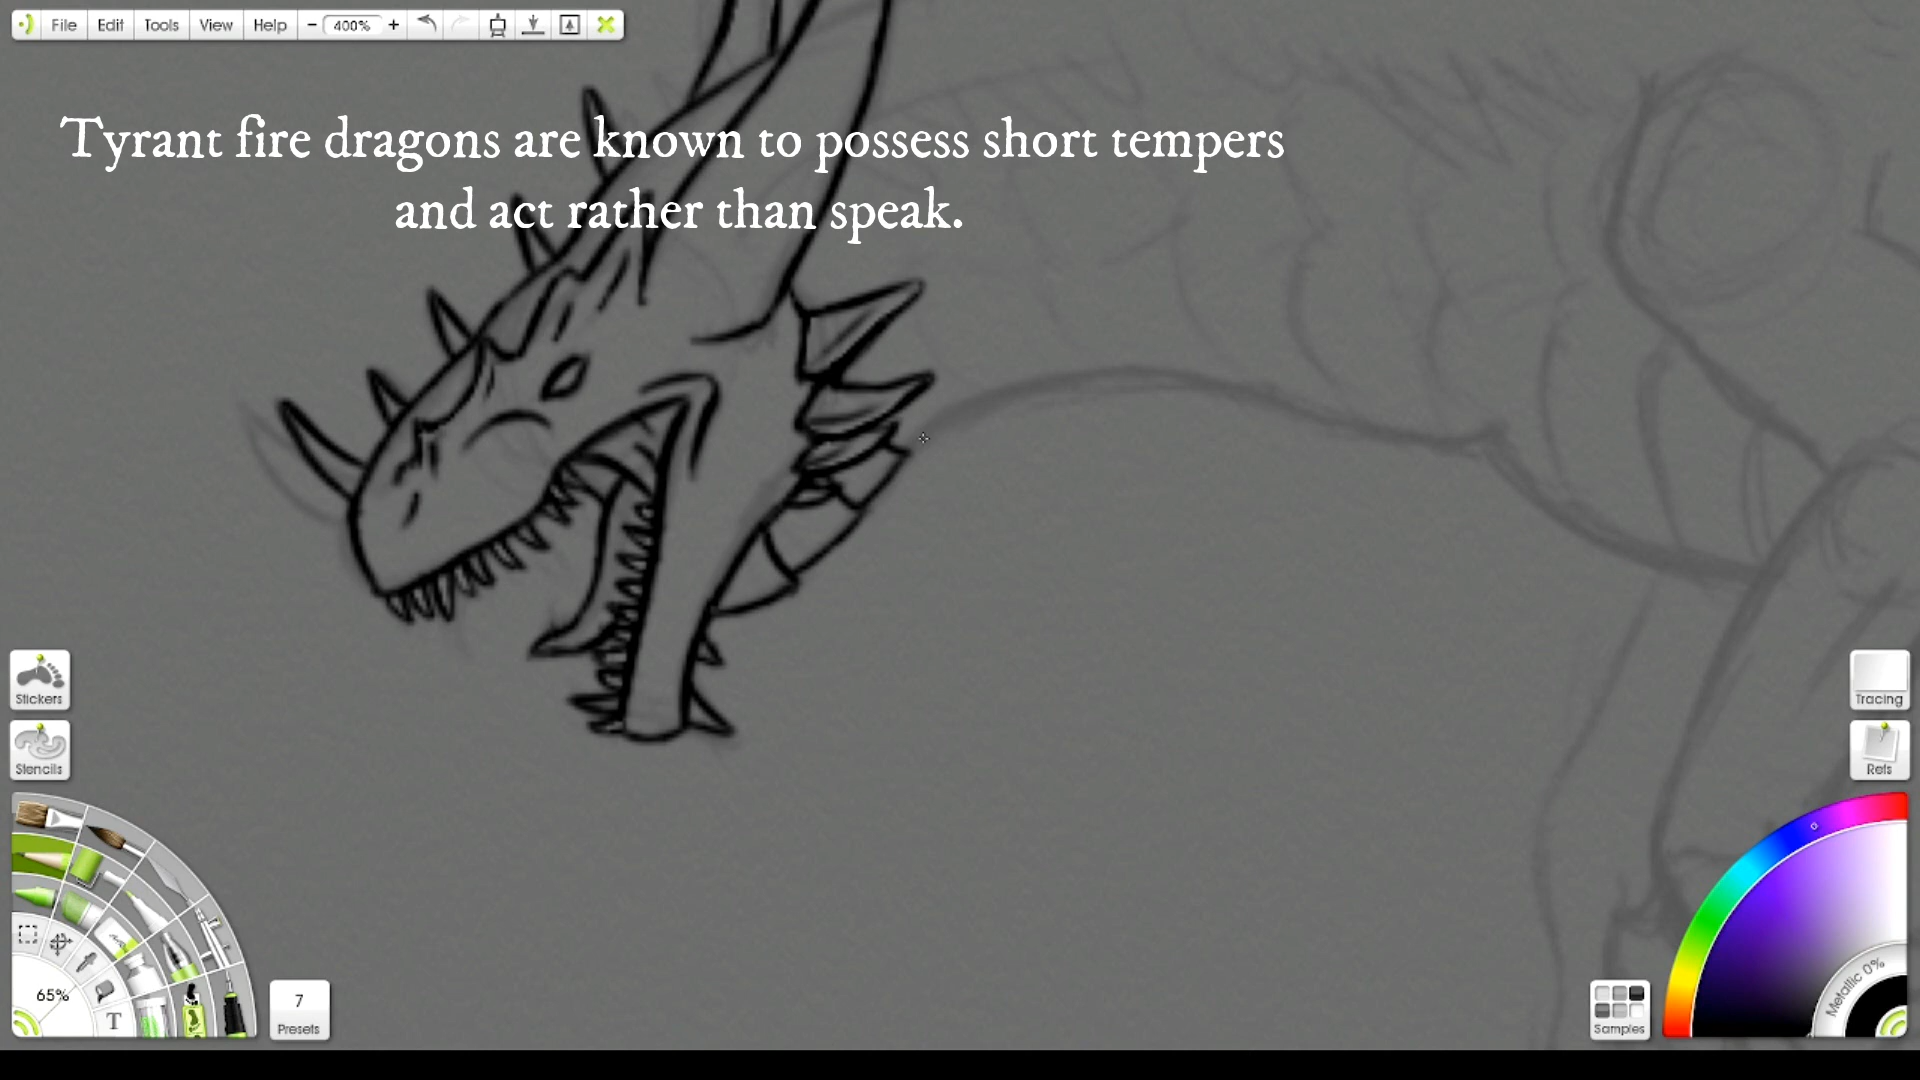 File Edit Tools View Help − 400% +
Tyrant fire dragons are known to possess short tempers
and act rather than speak.
Stickers
Stencils
Tracing
Refs
65%
T
7
Presets
Samples
Metallic 0%